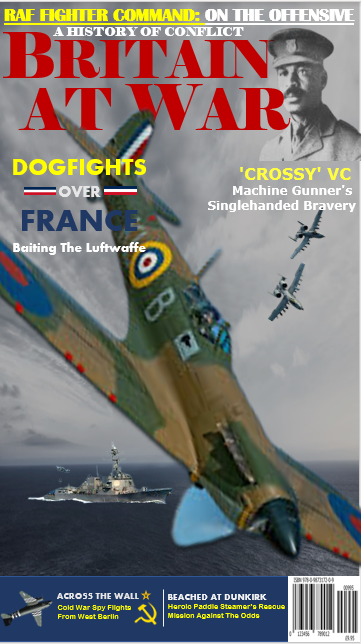 RAF FIGHTER COMMAND: ON THE OFFENSIVE
A HISTORY OF CONFLICT
BRITAIN
AT WAR
DOGFIGHTS
OVER
FRANCE
Baiting The Luftwaffe
'CROSSY' VC
Machine Gunner's
Singlehanded Bravery
B
ACROSS THE WALL
Cold War Spy Flights
From West Berlin
BEACHED AT DUNKIRK
Heroic Paddle Steamer's Rescue
Mission Against The Odds